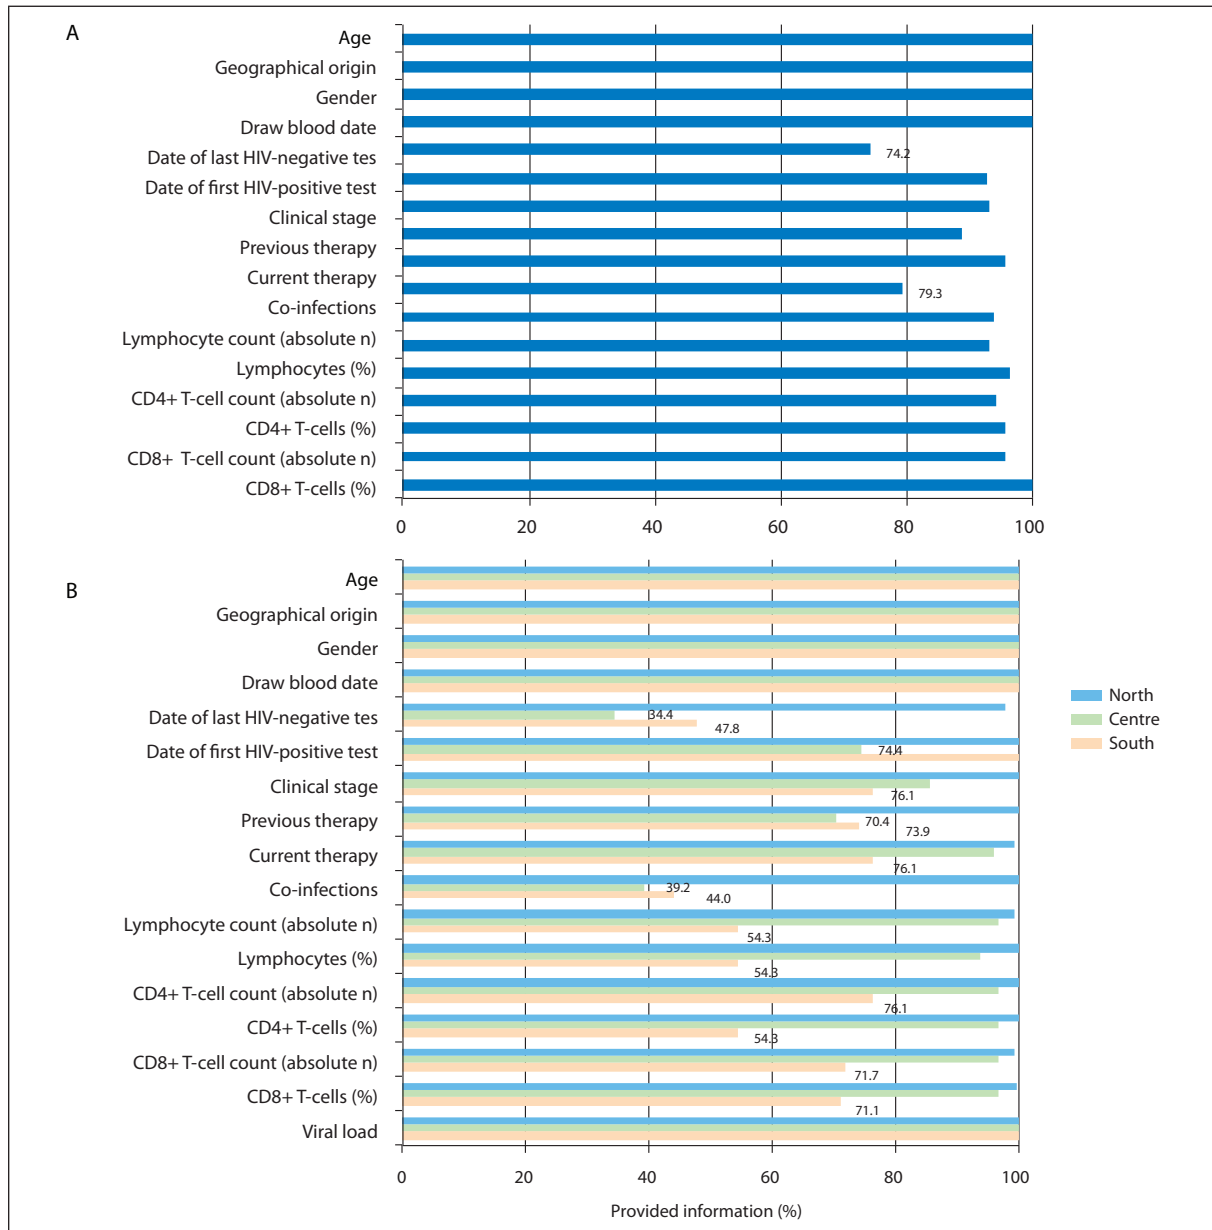 A
Age
Geographical origin
Gender
Draw blood date
Date of last HIV-negative tes
74.2
Date of first HIV-positive test
Clinical stage
Previous therapy
Current therapy
79.3
Co-infections
Lymphocyte count (absolute n)
Lymphocytes (%)
CD4+ T-cell count (absolute n)
CD4+ T-cells (%)
CD8+ T-cell count (absolute n)
CD8+ T-cells (%)
0 20 40 60 80 100
B
Age
Geographical origin
Gender
Draw blood date
Date of last HIV-negative tes
34.4
47.8
Date of first HIV-positive test
74.4
Clinical stage
76.1
Previous therapy
70.4
73.9
Current therapy
76.1
Co-infections
39.2
44.0
Lymphocyte count (absolute n)
54.3
Lymphocytes (%)
54.3
CD4+ T-cell count (absolute n)
76.1
CD4+ T-cells (%)
54.3
CD8+ T-cell count (absolute n)
71.7
CD8+ T-cells (%)
71.1
Viral load
0 20 40 60 80 100
Provided information (%)
North
Centre
South